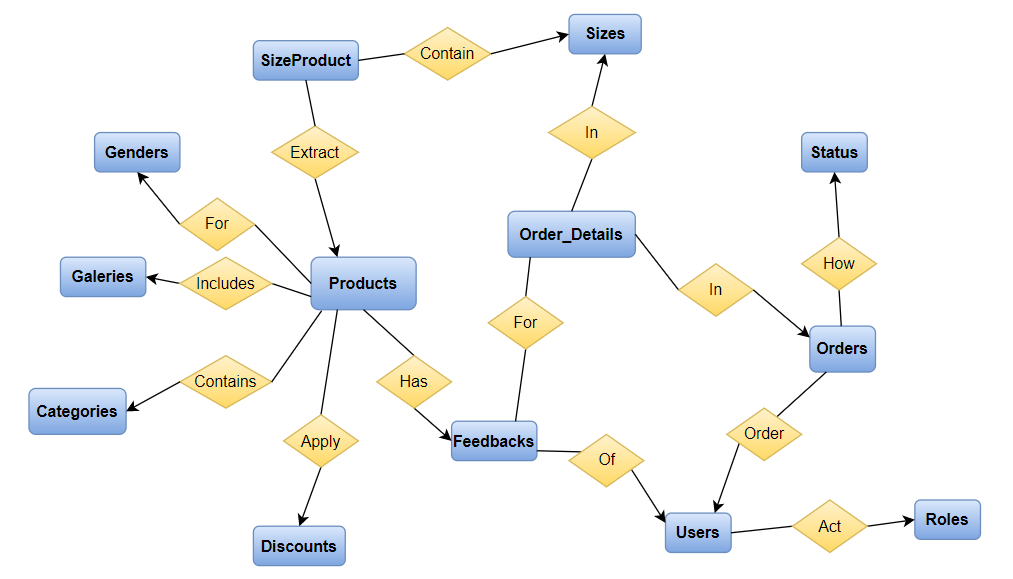 Sizes
Contain
SizeProduct
In
Extract
Genders
Status
For
Order_Details
How
Galeries
Includes
Products
In
For
Orders
Contains
Has
Categories
Order
Apply
Feedbacks
Of
Roles
Act
Users
Discounts